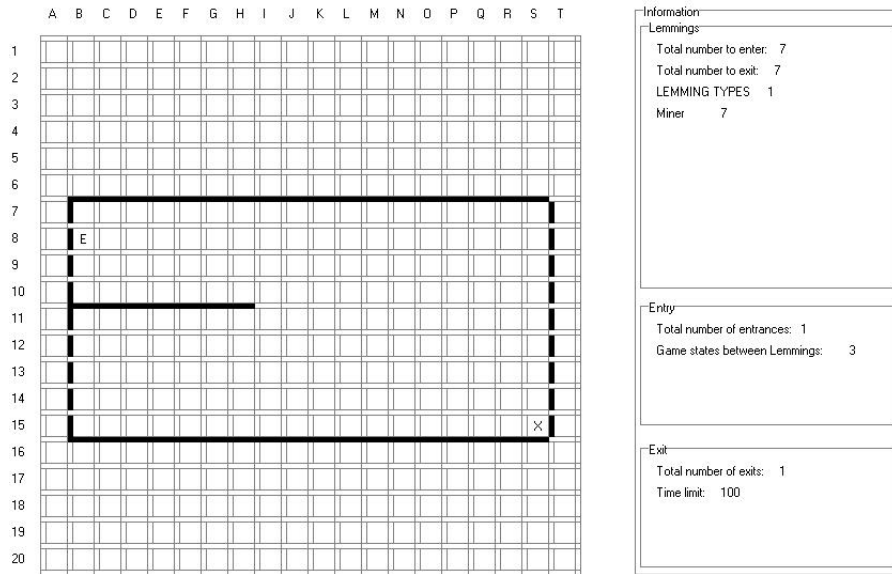 A B C D E F G H I J K L M N O P Q R S T
1
2
3
4
5
6
7
8 E
9
10
11
12
13
14
15 X
16
17
18
19
20
Information
Lemmings
Total number to enter: 7
Total number to exit: 7
LEMMING TYPES 1
Miner 7
Entry
Total number of entrances: 1
Game states between Lemmings: 3
Exit
Total number of exits: 1
Time limit: 100